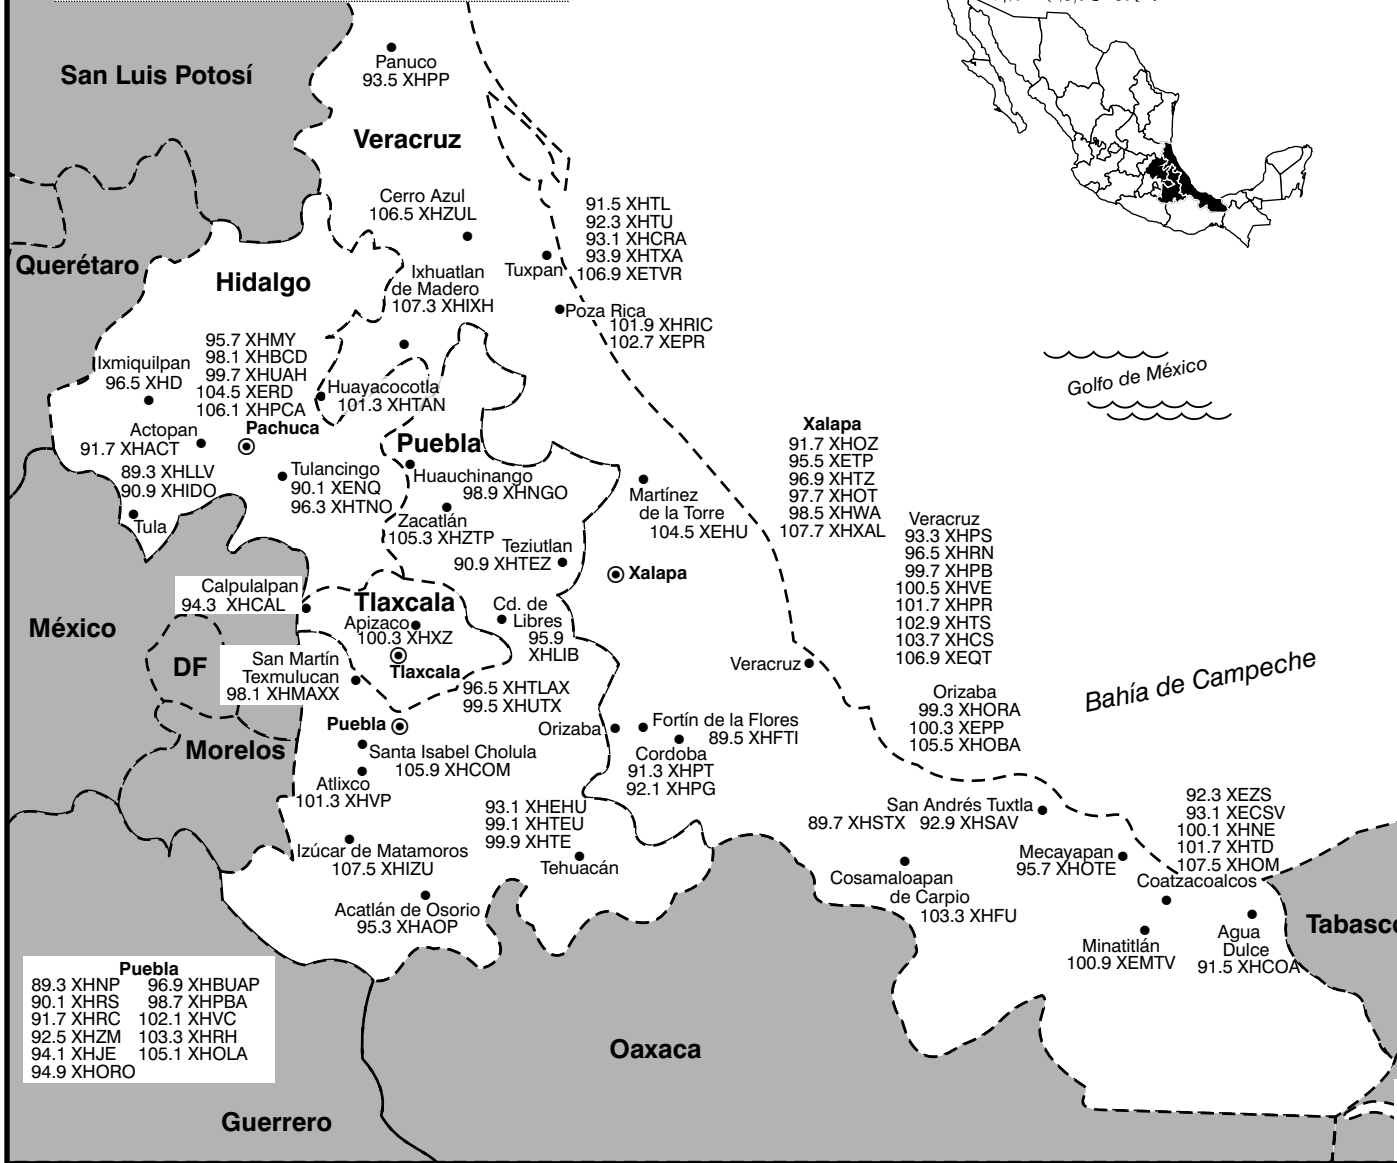 San Luis Potosí
Panuco
93.5 XHPP
Veracruz
Cerro Azul
106.5 XHZUL
91.5 XHTL
92.3 XHTU
93.1 XHCRA
93.9 XHTXA
106.9 XETVR
Tuxpan
Querétaro
Hidalgo
Ixhuatlan
de Madero
107.3 XHIXH
Poza Rica
101.9 XHRIC
102.7 XEPR
95.7 XHMY
98.1 XHBCD
99.7 XHUAH
104.5 XERD
106.1 XHPCA
Pachuca
Ixmiquilpan
96.5 XHD
Huayacocotla
101.3 XHTAN
Golfo de México
Actopan
91.7 XHACT
89.3 XHLLV
90.9 XHIDO
Tula
Tulancingo
90.1 XENQ
96.3 XHTNO
Puebla
Huauchinango
98.9 XHNGO
Zacatlán
105.3 XHZTP
Teziutlan
90.9 XHTEZ
Martínez
de la Torre
104.5 XEHU
Xalapa
91.7 XHOZ
95.5 XETP
96.9 XHTZ
97.7 XHOT
98.5 XHWA
107.7 XHXAL
Veracruz
93.3 XHPS
96.5 XHRN
99.7 XHPB
100.5 XHVE
101.7 XHPR
102.9 XHTS
103.7 XHCS
106.9 XEQT
Xalapa
Calpulalpan
94.3 XHCAL
México
Tlaxcala
Apizaco
100.3 XHXZ
Tlaxcala
96.5 XHTLAX
99.5 XHUTX
Cd. de
Libres
95.9
XHLIB
DF
San Martín
Texmulucan
98.1 XHMAXX
Veracruz
Bahía de Campeche
Orizaba
99.3 XHORA
100.3 XEPP
105.5 XHOBA
Morelos
Puebla
Santa Isabel Cholula
105.9 XHCOM
Atlixco
101.3 XHVP
Orizaba
Fortín de la Flores
89.5 XHFTI
Cordoba
91.3 XHPT
92.1 XHPG
93.1 XHEHU
99.1 XHTEU
99.9 XHTE
Tehuacán
San Andrés Tuxtla
89.7 XHSTX 92.9 XHSAV
92.3 XEZS
93.1 XECSV
100.1 XHNE
101.7 XHTD
107.5 XHOM
Coatzacoalcos
Mecayapan
95.7 XHOTE
Izúcar de Matamoros
107.5 XHIZU
Cosamaloapan
de Carpio
103.3 XHFU
Acatlán de Osorio
95.3 XHAOP
Minatitlán
100.9 XEMTV
Agua
Dulce
91.5 XHCOA
Tabasco
Puebla
89.3 XHNP 96.9 XHBUAP
90.1 XHRS 98.7 XHPBA
91.7 XHRC 102.1 XHVC
92.5 XHZM 103.3 XHRH
94.1 XHJE 105.1 XHOLA
94.9 XHORO
Oaxaca
Guerrero